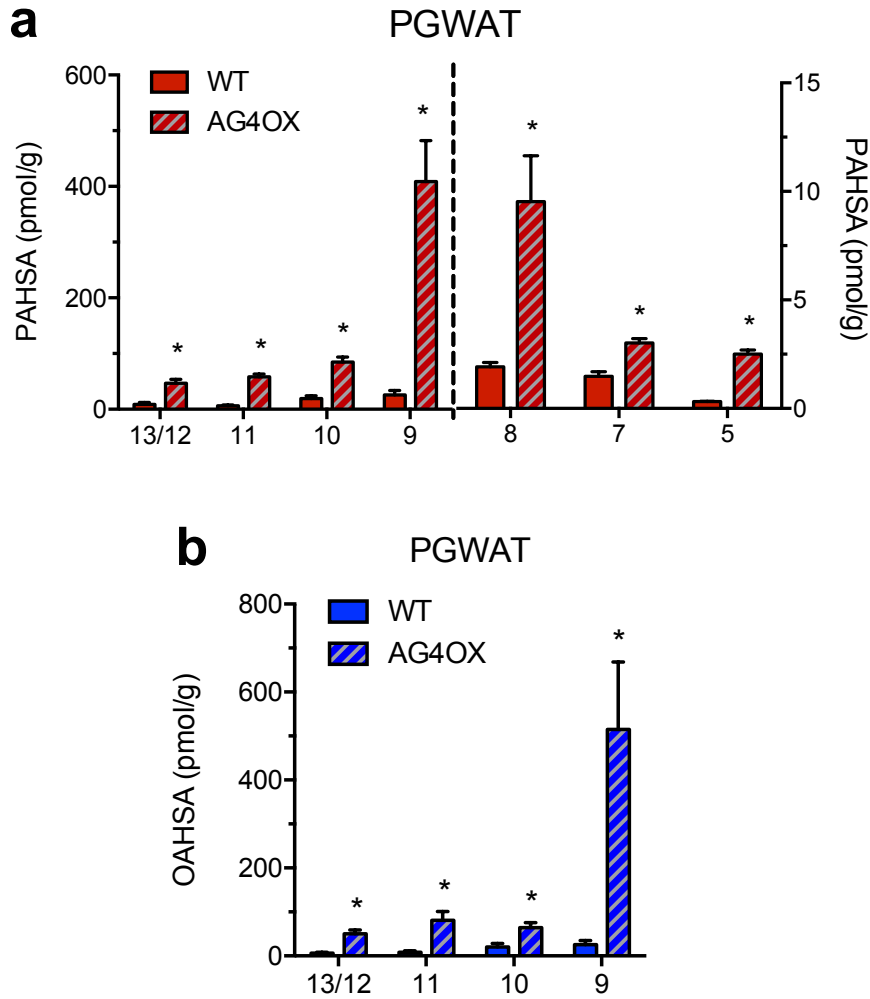 a
PGWAT
PAHSA (pmol/g)
600
400
200
0
WT
AG4OX
* * * * * * *
13/12 11 10 9 8 7 5
15
10
5
0
PAHSA (pmol/g)
b
PGWAT
OAHSA (pmol/g)
800
600
400
200
0
WT
AG4OX
* * * *
13/12 11 10 9